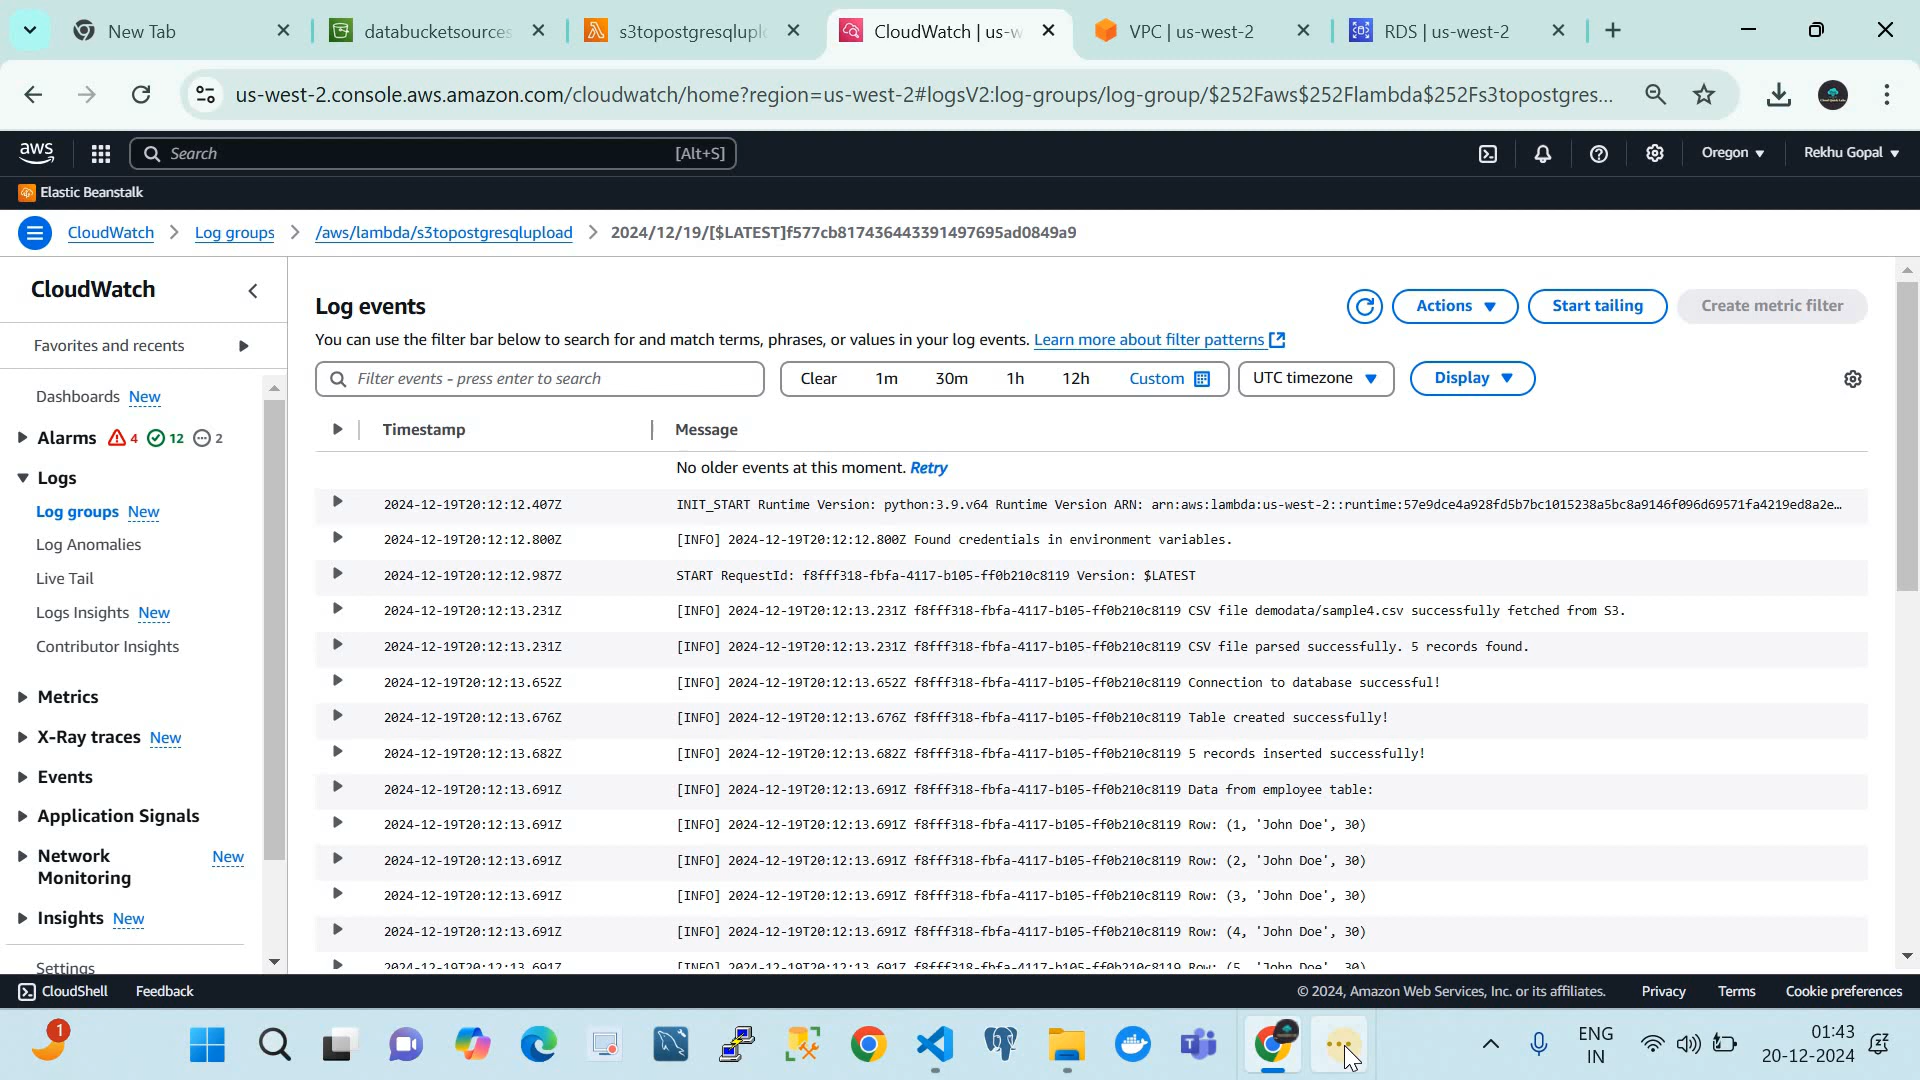 New Tab
databucketsources
s3topostgresqlupl
CloudWatch | us-w
VPC | us-west-2
RDS | us-west-2
us-west-2.console.aws.amazon.com/cloudwatch/home?region=us-west-2#logsV2:log-groups/log-group/$252Faws$252Flambda$252Fs3topostgres...
aws
Search
[Alt+S]
Oregon
Rekhu Gopal
Elastic Beanstalk
CloudWatch
Log groups
/aws/lambda/s3topostgresqlupload
2024/12/19/[$LATEST]f577cb817436443391497695ad0849a9
CloudWatch
Favorites and recents
Dashboards New
Alarms 4 12 2
Logs
Log groups New
Log Anomalies
Live Tail
Logs Insights New
Contributor Insights
Metrics
X-Ray traces New
Events
Application Signals
Network Monitoring New
Insights New
Settings
Log events
Actions
Start tailing
Create metric filter
You can use the filter bar below to search for and match terms, phrases, or values in your log events. Learn more about filter patterns
Filter events - press enter to search
Clear 1m 30m 1h 12h Custom
UTC timezone
Display
Timestamp Message
No older events at this moment. Retry
2024-12-19T20:12:12.407Z INIT_START Runtime Version: python:3.9.v64 Runtime Version ARN: arn:aws:lambda:us-west-2::runtime:57e9dce4a928fd5b7bc1015238a5bc8a9146f096d69571fa4219ed8a2e…
2024-12-19T20:12:12.800Z [INFO] 2024-12-19T20:12:12.800Z Found credentials in environment variables.
2024-12-19T20:12:12.987Z START RequestId: f8fff318-fbfa-4117-b105-ff0b210c8119 Version: $LATEST
2024-12-19T20:12:13.231Z [INFO] 2024-12-19T20:12:13.231Z f8fff318-fbfa-4117-b105-ff0b210c8119 CSV file demodata/sample4.csv successfully fetched from S3.
2024-12-19T20:12:13.231Z [INFO] 2024-12-19T20:12:13.231Z f8fff318-fbfa-4117-b105-ff0b210c8119 CSV file parsed successfully. 5 records found.
2024-12-19T20:12:13.652Z [INFO] 2024-12-19T20:12:13.652Z f8fff318-fbfa-4117-b105-ff0b210c8119 Connection to database successful!
2024-12-19T20:12:13.676Z [INFO] 2024-12-19T20:12:13.676Z f8fff318-fbfa-4117-b105-ff0b210c8119 Table created successfully!
2024-12-19T20:12:13.682Z [INFO] 2024-12-19T20:12:13.682Z f8fff318-fbfa-4117-b105-ff0b210c8119 5 records inserted successfully!
2024-12-19T20:12:13.691Z [INFO] 2024-12-19T20:12:13.691Z f8fff318-fbfa-4117-b105-ff0b210c8119 Data from employee table:
2024-12-19T20:12:13.691Z [INFO] 2024-12-19T20:12:13.691Z f8fff318-fbfa-4117-b105-ff0b210c8119 Row: (1, 'John Doe', 30)
2024-12-19T20:12:13.691Z [INFO] 2024-12-19T20:12:13.691Z f8fff318-fbfa-4117-b105-ff0b210c8119 Row: (2, 'John Doe', 30)
2024-12-19T20:12:13.691Z [INFO] 2024-12-19T20:12:13.691Z f8fff318-fbfa-4117-b105-ff0b210c8119 Row: (3, 'John Doe', 30)
2024-12-19T20:12:13.691Z [INFO] 2024-12-19T20:12:13.691Z f8fff318-fbfa-4117-b105-ff0b210c8119 Row: (4, 'John Doe', 30)
2024-12-19T20:12:13.691Z [INFO] 2024-12-19T20:12:13.691Z f8fff318-fbfa-4117-b105-ff0b210c8119 Row: (5, 'John Doe', 30)
CloudShell
Feedback
© 2024, Amazon Web Services, Inc. or its affiliates.
Privacy
Terms
Cookie preferences
1
ENG
IN
01:43
20-12-2024